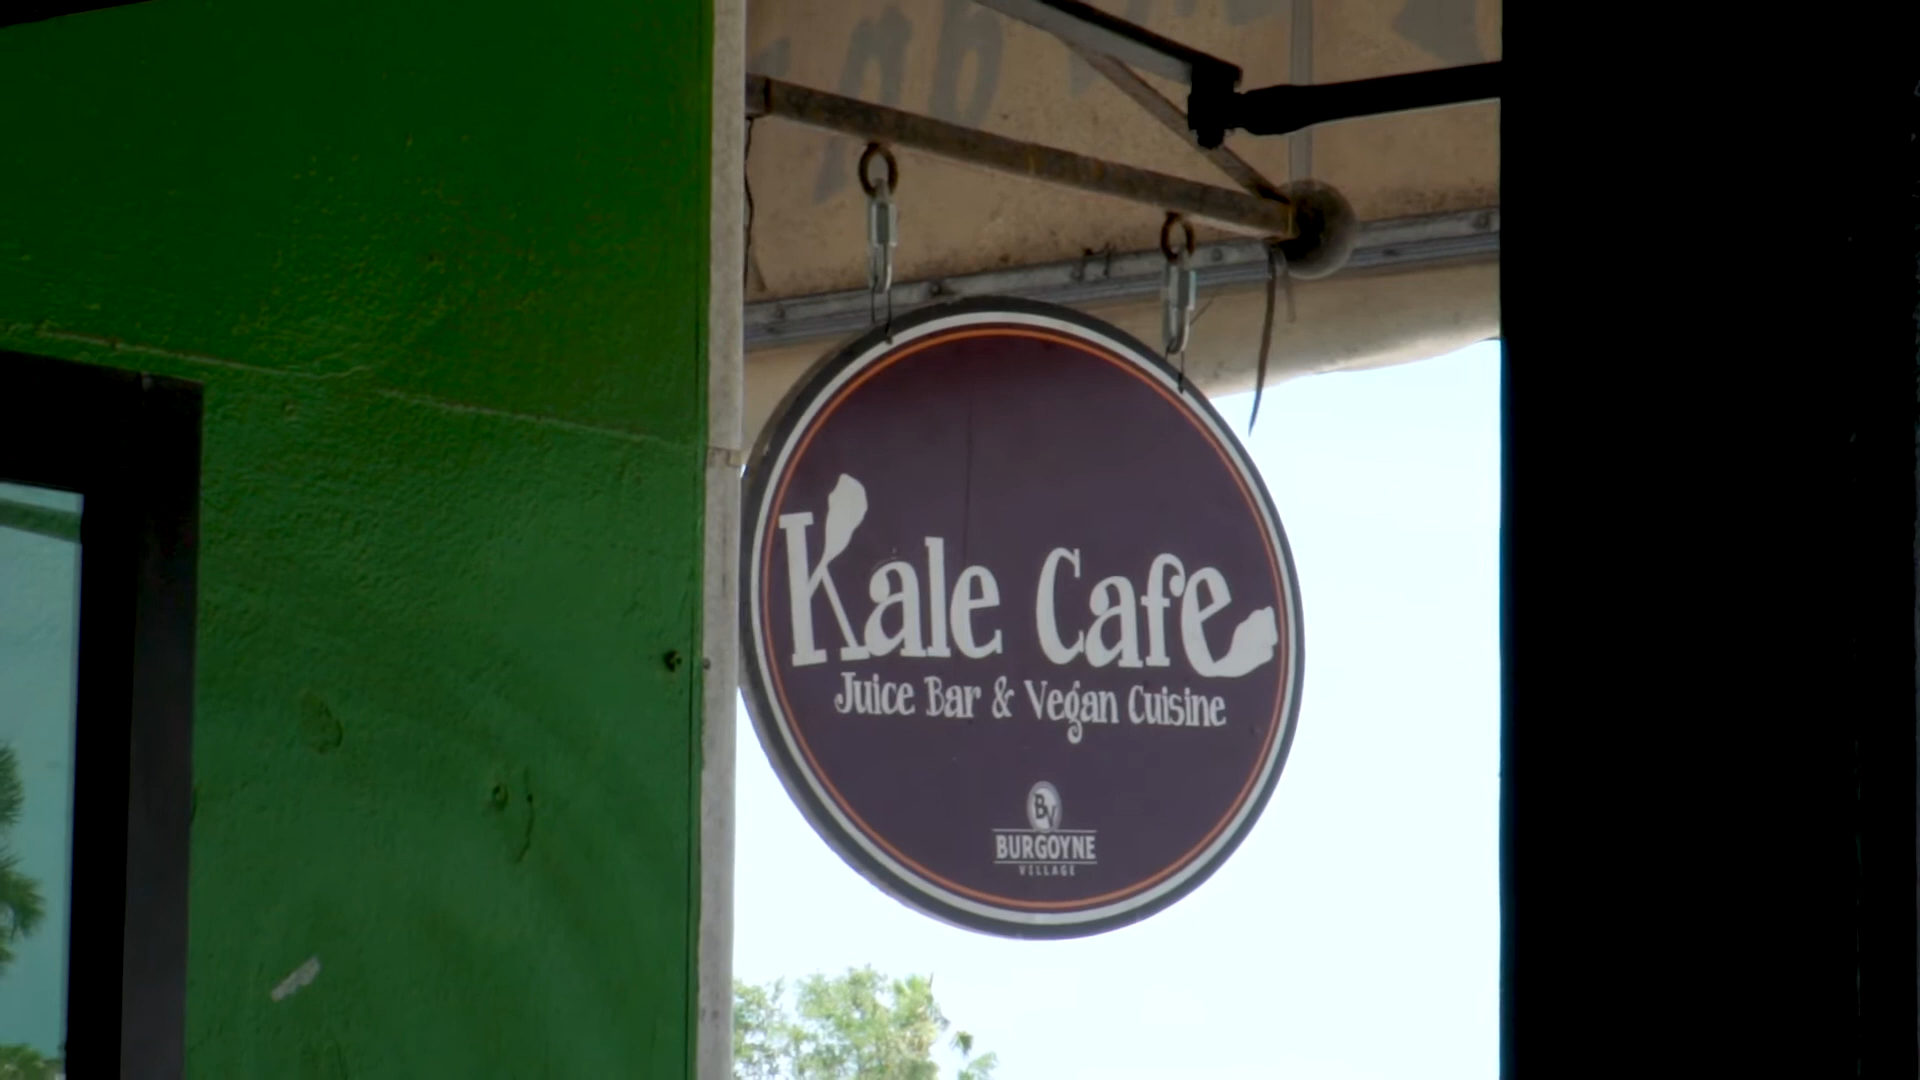 Kale Cafe
Juice Bar & Vegan Cuisine
BV
BURGOYNE
VILLAGE